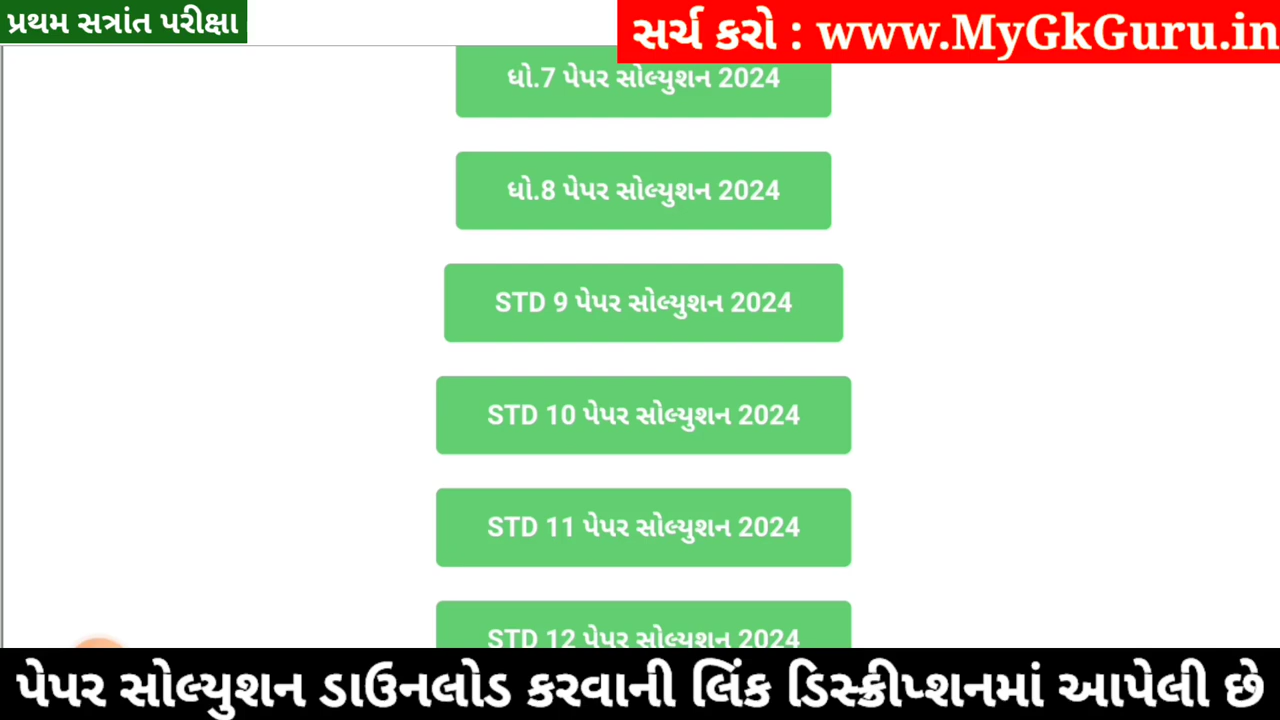 પ્રથમ સત્રાંત પરીક્ષા
સર્ચ કરો : www.MyGkGuru.in
ધો.7 પેપર સોલ્યુશન 2024
ધો.8 પેપર સોલ્યુશન 2024
STD 9 પેપર સોલ્યુશન 2024
STD 10 પેપર સોલ્યુશન 2024
STD 11 પેપર સોલ્યુશન 2024
STD 12 પેપર સોલ્યુશન 2024
પેપર સોલ્યુશન ડાઉનલોડ કરવાની લિંક ડિસ્ક્રીપ્શનમાં આપેલી છે